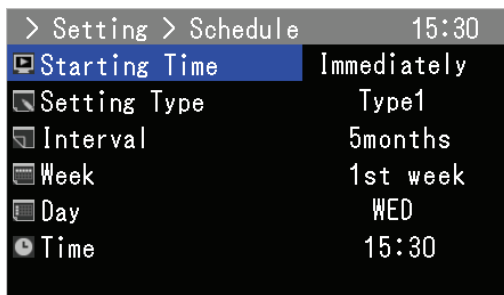 > Setting > Schedule 15:30
Starting Time Immediately
Setting Type Type1
Interval 5months
Week 1st week
Day WED
Time 15:30